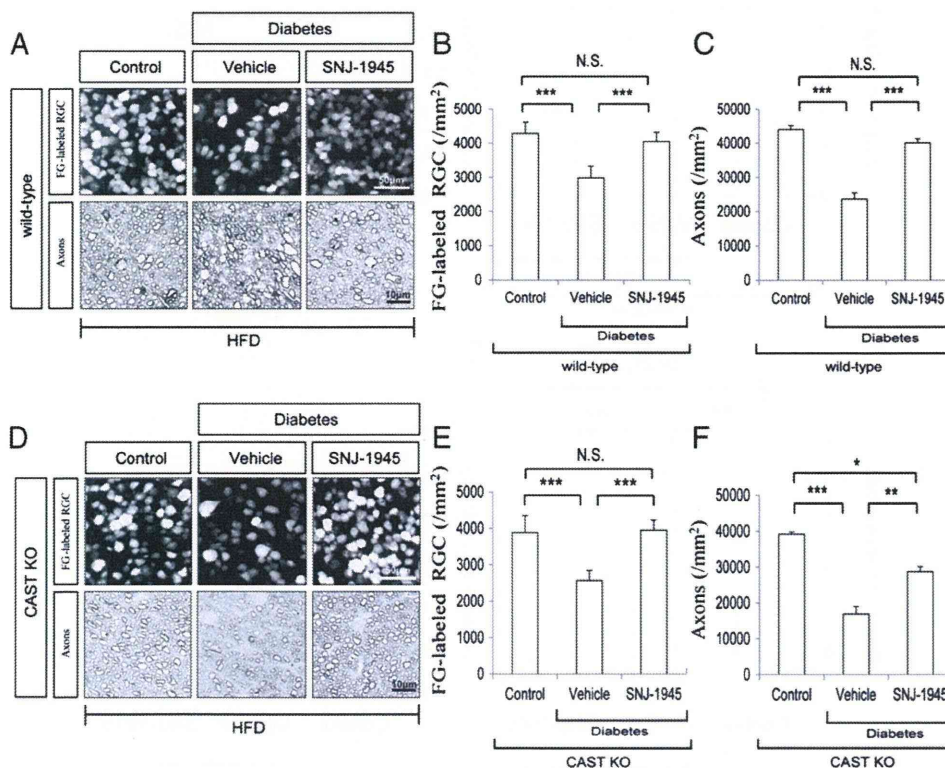 A
Diabetes
Control
Vehicle
SNJ-1945
wild-type
FG-labeled RGC
50μm
Axons
10μm
HFD
B
FG-labeled RGC (/mm²)
5000
4000
3000
2000
1000
0
N.S.
***
***
Control
Vehicle
SNJ-1945
Diabetes
wild-type
C
Axons (/mm²)
50000
40000
30000
20000
10000
0
N.S.
***
***
Control
Vehicle
SNJ-1945
Diabetes
wild-type
D
Diabetes
Control
Vehicle
SNJ-1945
CAST KO
FG-labeled RGC
Axons
10μm
HFD
E
FG-labeled RGC (/mm²)
5000
4000
3000
2000
1000
0
N.S.
***
***
Control
Vehicle
SNJ-1945
Diabetes
CAST KO
F
Axons (/mm²)
50000
40000
30000
20000
10000
0
*
***
**
Control
Vehicle
SNJ-1945
Diabetes
CAST KO